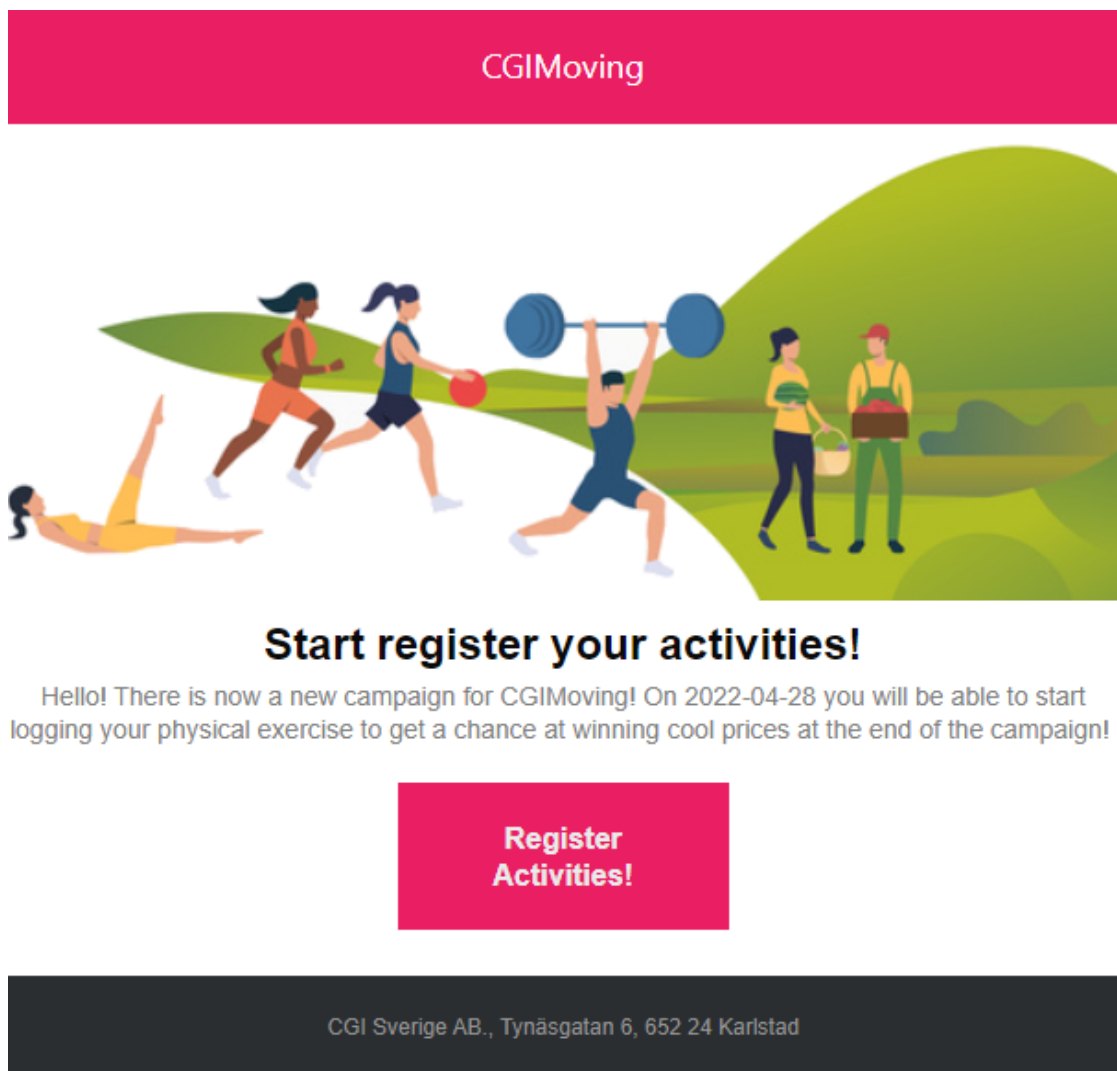 CGIMoving
Start register your activities!
Hello! There is now a new campaign for CGIMoving! On 2022-04-28 you will be able to start
logging your physical exercise to get a chance at winning cool prices at the end of the campaign!
Register
Activities!
CGI Sverige AB., Tynäsgatan 6, 652 24 Karlstad